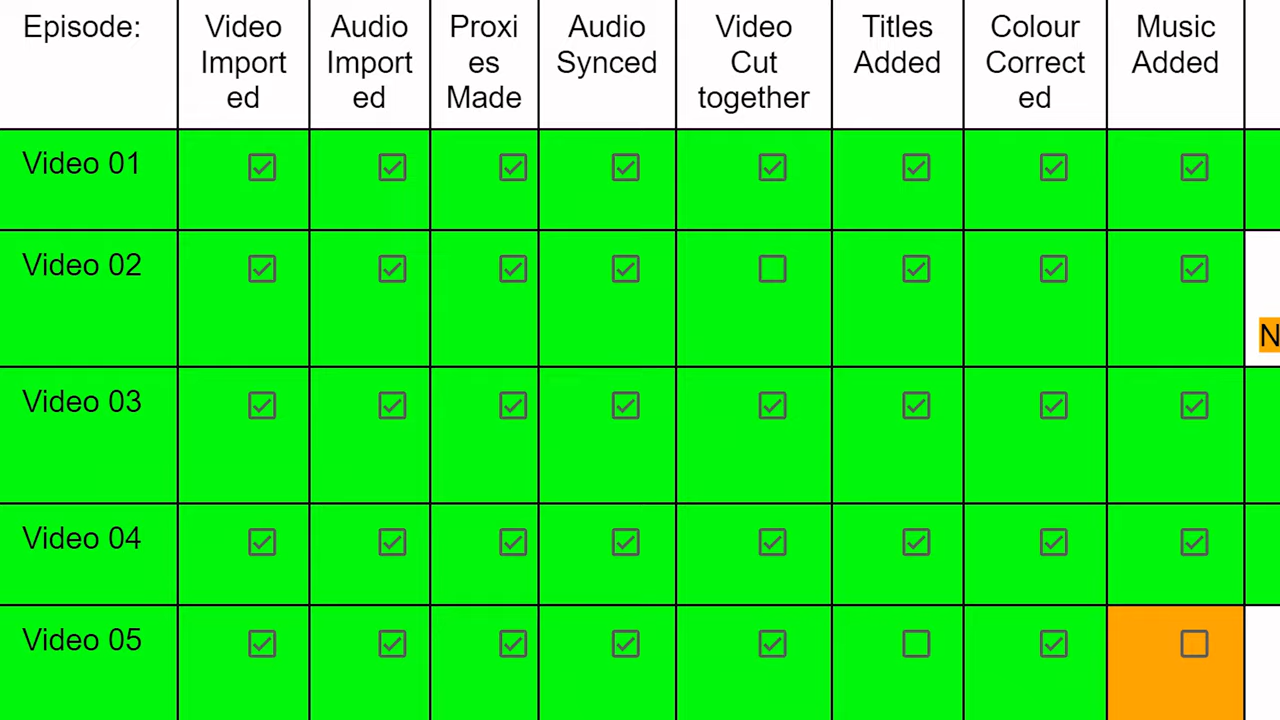 Episode:
Video
Import
ed
Audio
Import
ed
Proxi
es
Made
Audio
Synced
Video
Cut
together
Titles
Added
Colour
Correct
ed
Music
Added
Video 01
Video 02
N
Video 03
Video 04
Video 05